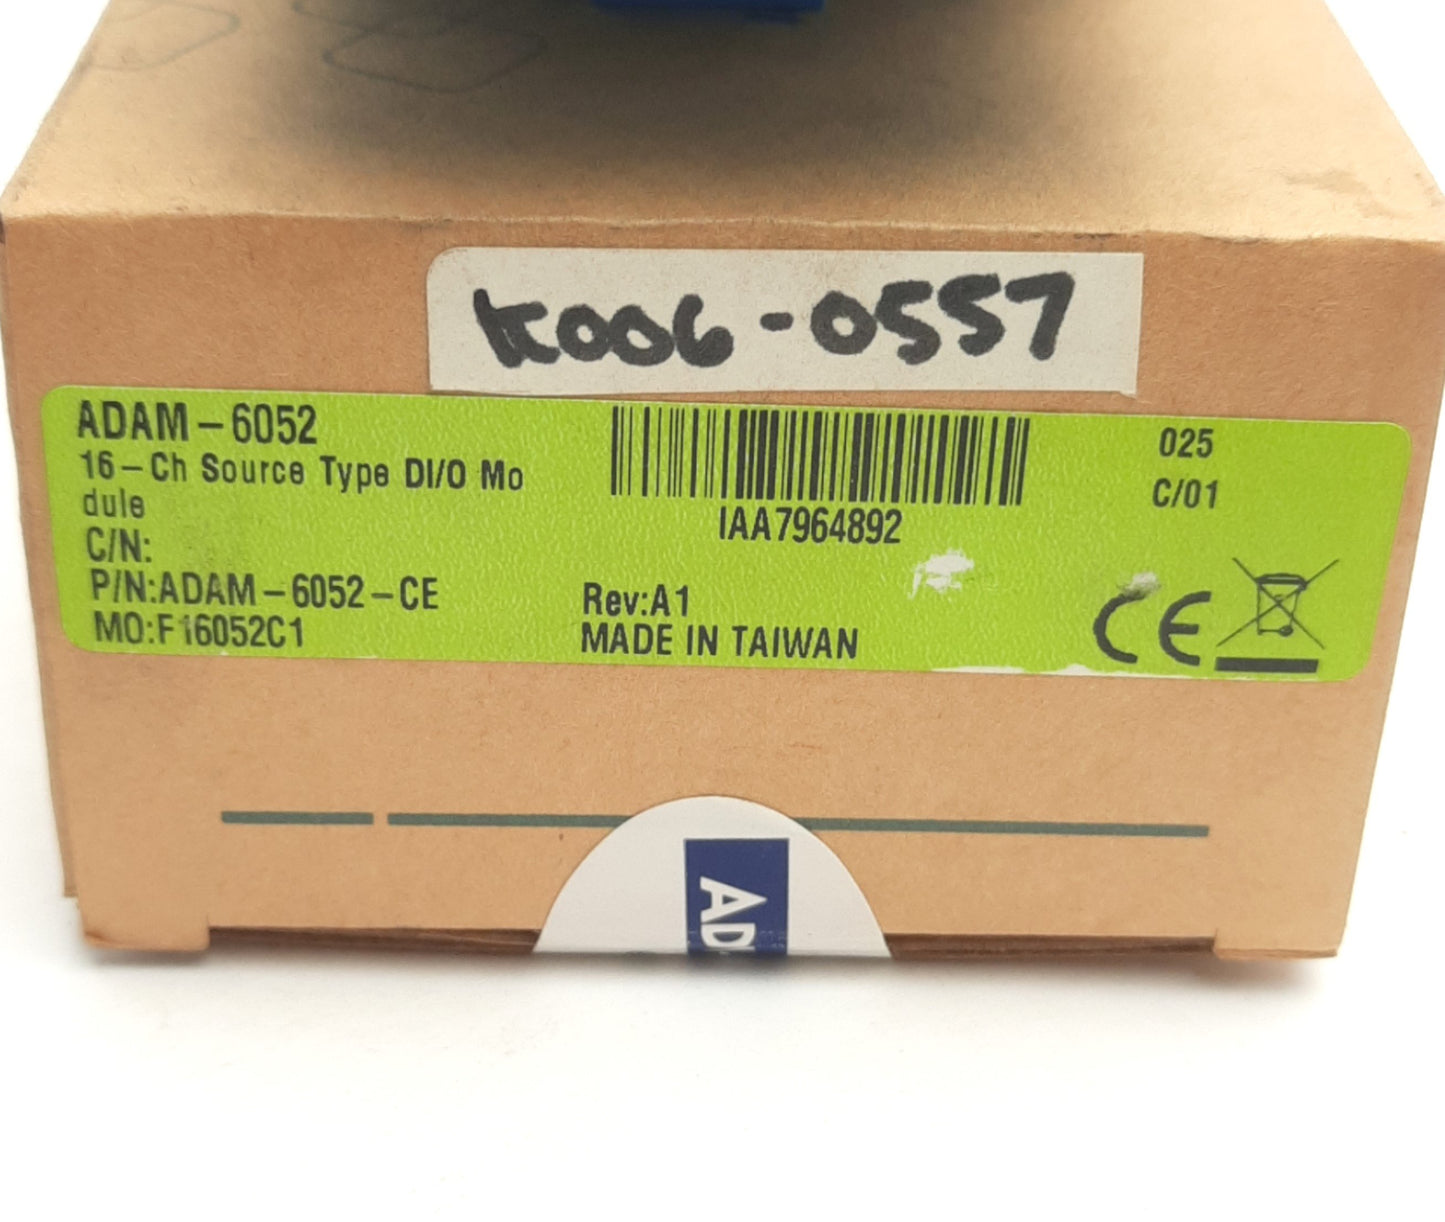 K006-0557
ADAM-6052
16-Ch Source Type DI/O Mo
dule
C/N:
P/N:ADAM-6052-CE
MO:F16052C1
IAA7964892
Rev:A1
MADE IN TAIWAN
025
C/01
CE
AD